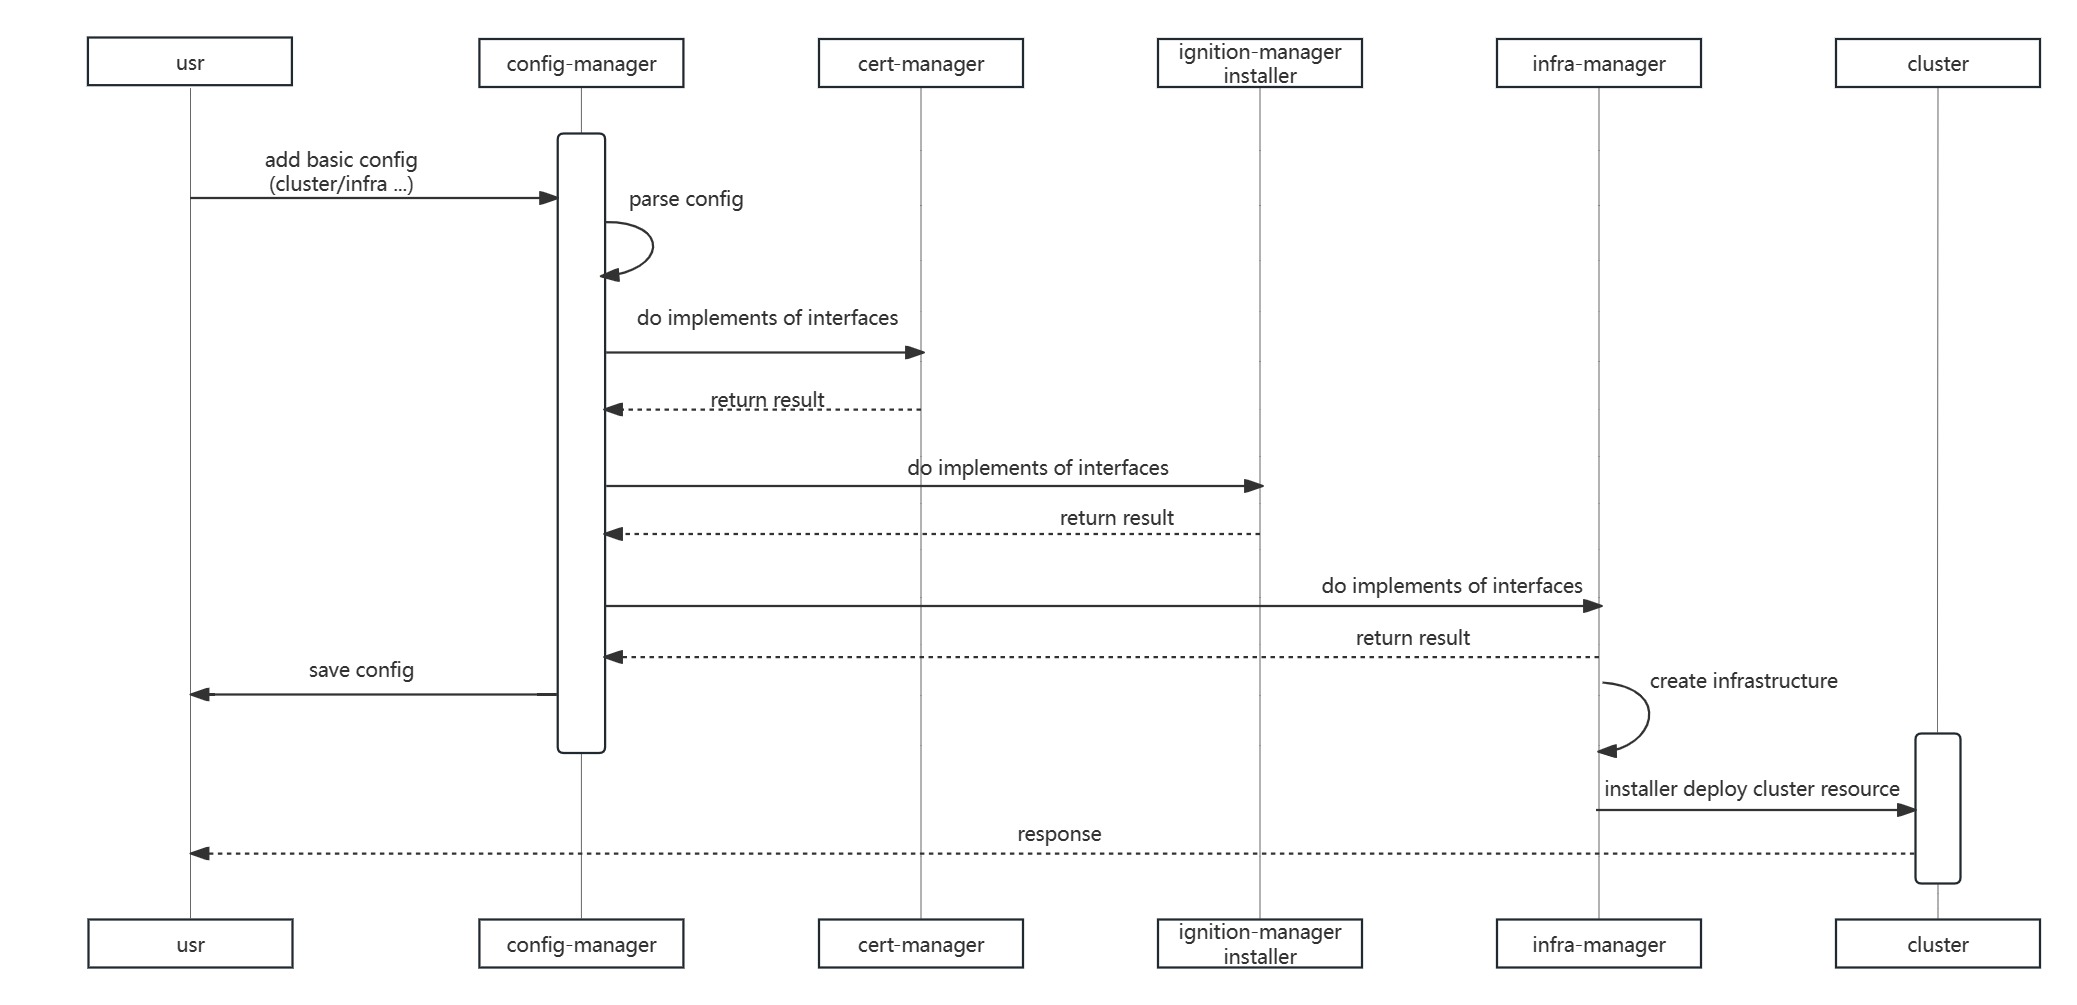 usr
config-manager
cert-manager
ignition-manager
installer
infra-manager
cluster
add basic config
(cluster/infra ...)
parse config
do implements of interfaces
return result
do implements of interfaces
return result
do implements of interfaces
return result
save config
create infrastructure
installer deploy cluster resource
response
usr
config-manager
cert-manager
ignition-manager
installer
infra-manager
cluster